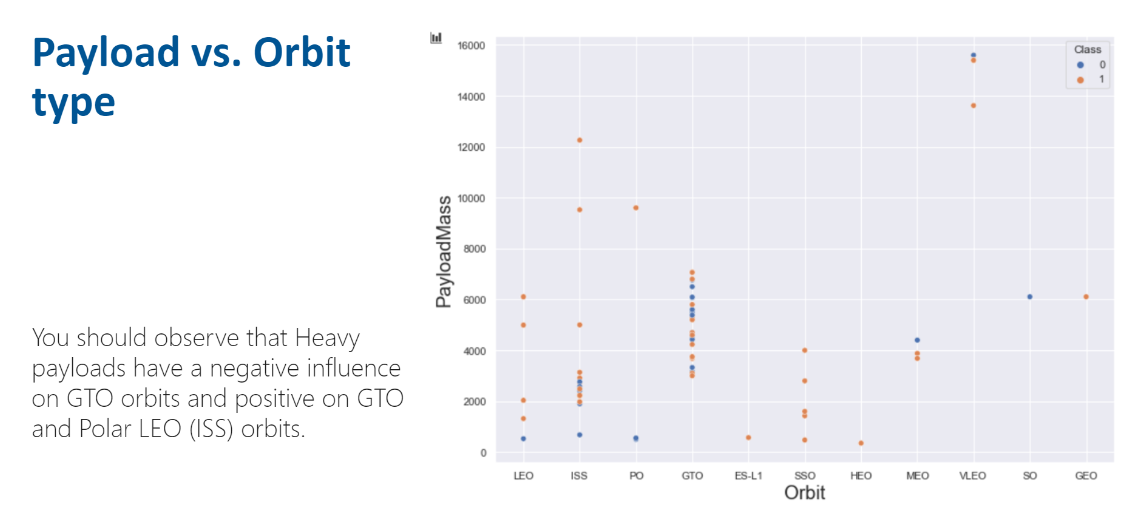 Payload vs. Orbit
type
You should observe that Heavy
payloads have a negative influence
on GTO orbits and positive on GTO
and Polar LEO (ISS) orbits.
16000
14000
12000
10000
8000
6000
4000
2000
0
PayloadMass
Class
0
1
LEO ISS PO GTO ES-L1 SSO HEO MEO VLEO SO GEO
Orbit